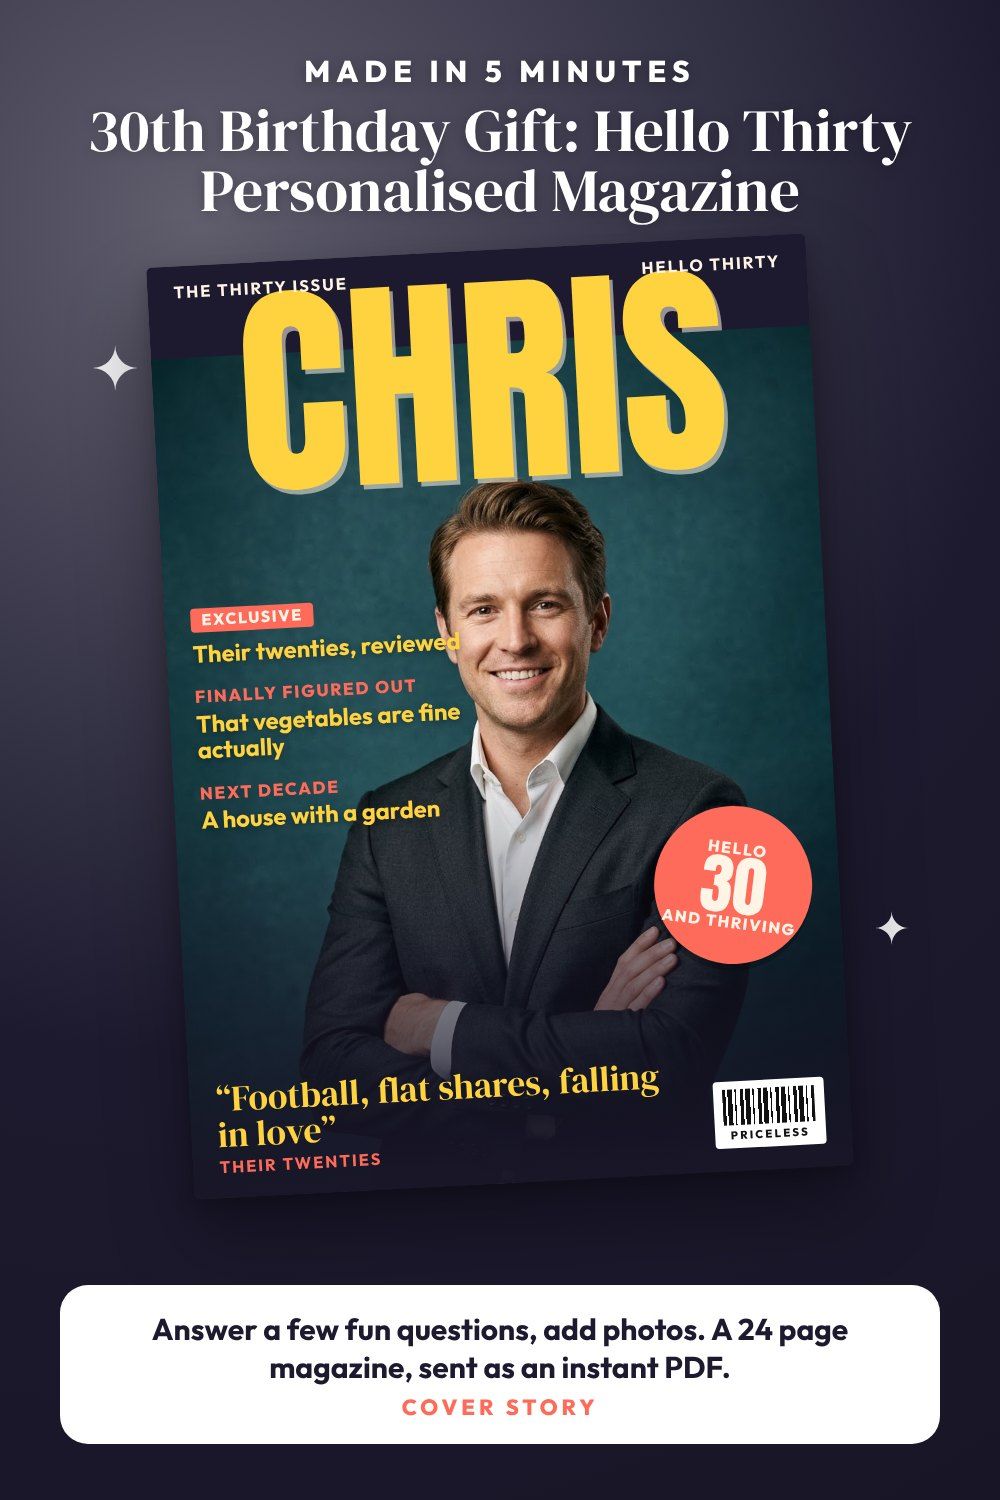 MADE IN 5 MINUTES
30th Birthday Gift: Hello Thirty
Personalised Magazine
THE THIRTY ISSUE
HELLO THIRTY
CHRIS
EXCLUSIVE
Their twenties, reviewed
FINALLY FIGURED OUT
That vegetables are fine
actually
NEXT DECADE
A house with a garden
HELLO
30
AND THRIVING
“Football, flat shares, falling
in love”
THEIR TWENTIES
PRICELESS
Answer a few fun questions, add photos. A 24 page
magazine, sent as an instant PDF.
COVER STORY